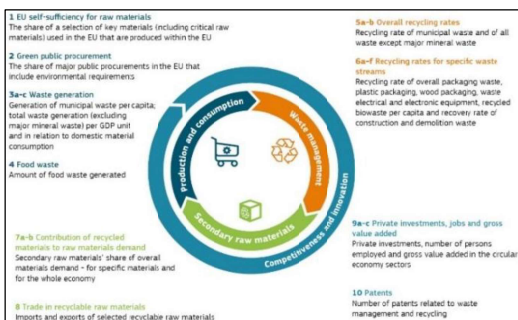 1 EU self-sufficiency for raw materials
The share of a selection of key materials (including critical raw
materials) used in the EU that are produced within the EU
2 Green public procurement
The share of major public procurements in the EU that
include environmental requirements
3a-c Waste generation
Generation of municipal waste per capita;
total waste generation (excluding
major mineral waste) per GDP unit
and in relation to domestic material
consumption
4 Food waste
Amount of food waste generated
Production and consumption
Waste management
Secondary raw materials
Competitiveness and innovation
5a-b Overall recycling rates
Recycling rate of municipal waste and of all
waste except major mineral waste
6a-f Recycling rates for specific waste
streams
Recycling rate of overall packaging waste,
plastic packaging, wood packaging, waste
electrical and electronic equipment, recycled
biowaste per capita and recovery rate of
construction and demolition waste
7a-b Contribution of recycled
materials to raw materials demand
Secondary raw materials' share of overall
materials demand - for specific materials and
for the whole economy
8 Trade in recyclable raw materials
Imports and exports of selected recyclable raw materials
9a-c Private investments, jobs and gross
value added
Private investments, number of persons
employed and gross value added in the circular
economy sectors
10 Patents
Number of patents related to waste
management and recycling